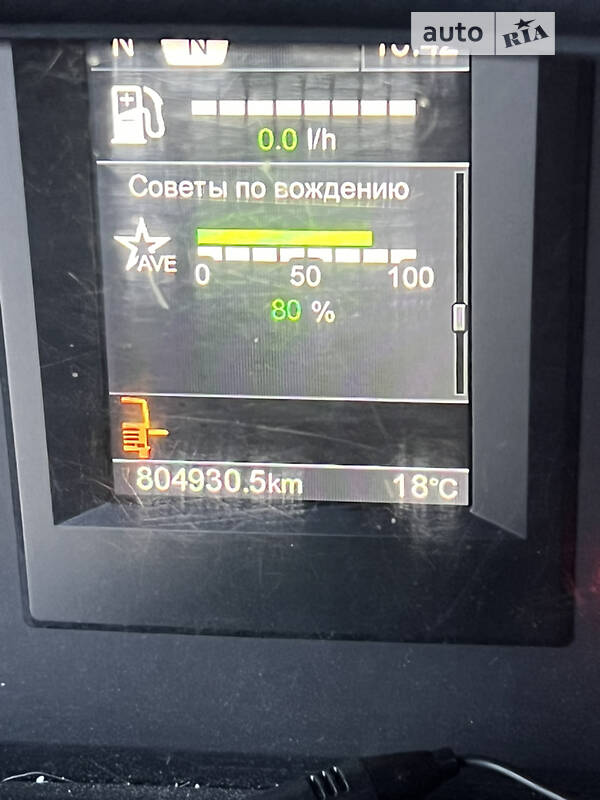 auto RIA
N N
0.0 l/h
Советы по вождению
AVE
0 50 100
80 %
804930.5km 18°C